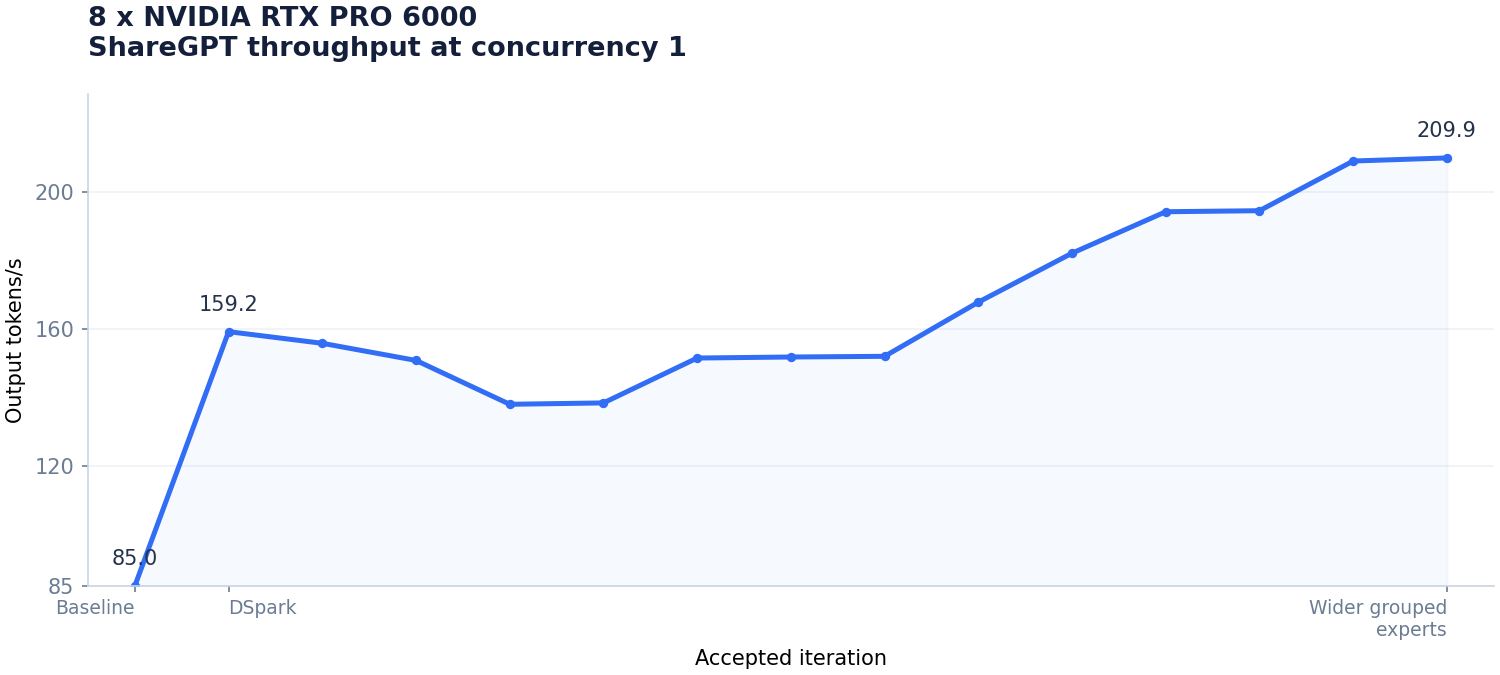 8 x NVIDIA RTX PRO 6000
ShareGPT throughput at concurrency 1
209.9
200
159.2
160
Output tokens/s
120
85.0
85
Baseline
DSpark
Wider grouped
experts
Accepted iteration